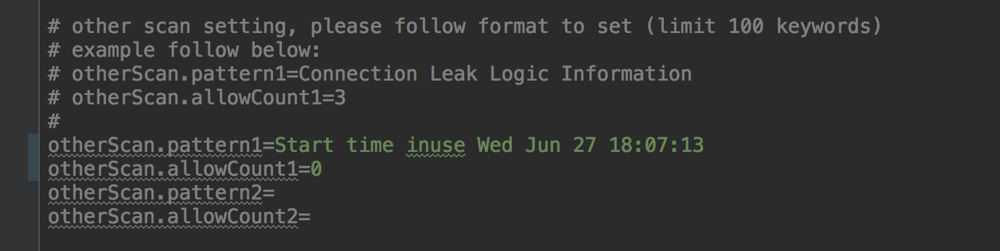 # other scan setting, please follow format to set (limit 100 keywords)
# example follow below:
# otherScan.pattern1=Connection Leak Logic Information
# otherScan.allowCount1=3
#
otherScan.pattern1=Start time inuse Wed Jun 27 18:07:13
otherScan.allowCount1=0
otherScan.pattern2=
otherScan.allowCount2=